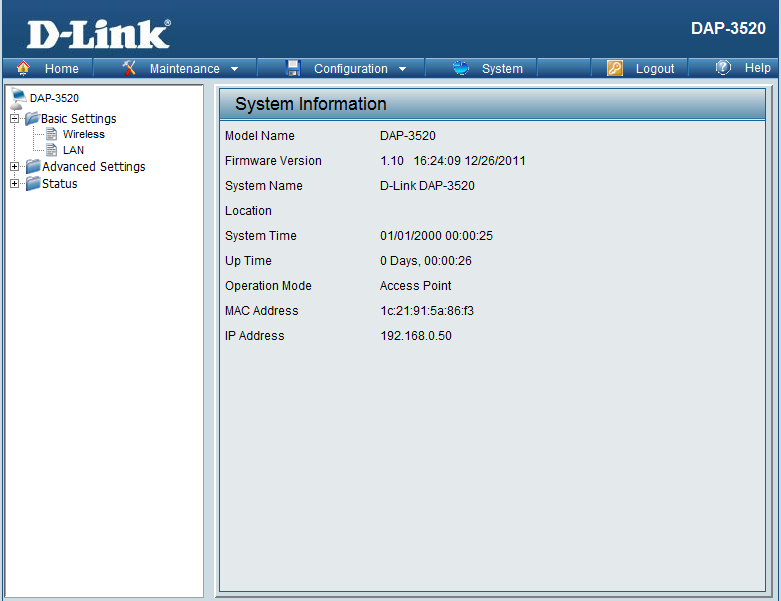 D-Link®
DAP-3520
Home Maintenance Configuration System Logout Help
DAP-3520
Basic Settings
Wireless
LAN
Advanced Settings
Status
System Information
Model Name DAP-3520
Firmware Version 1.10 16:24:09 12/26/2011
System Name D-Link DAP-3520
Location
System Time 01/01/2000 00:00:25
Up Time 0 Days, 00:00:26
Operation Mode Access Point
MAC Address 1c:21:91:5a:86:f3
IP Address 192.168.0.50